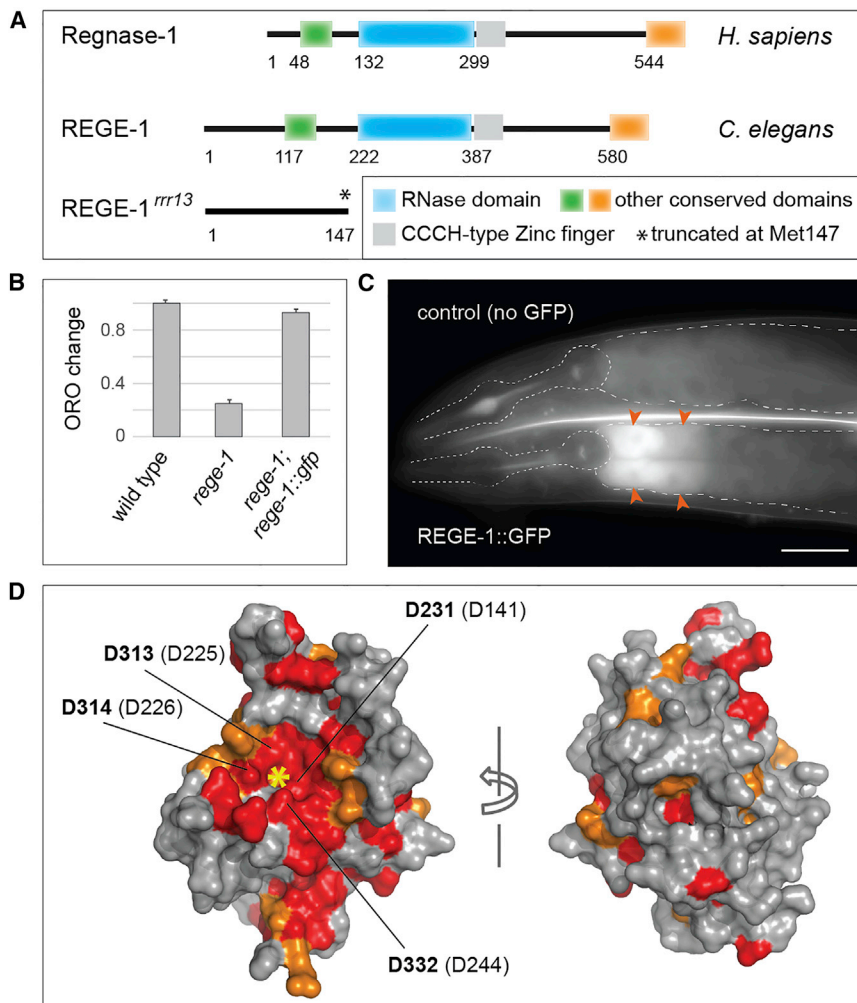 A
Regnase-1
H. sapiens
1 48 132 299 544
REGE-1
C. elegans
1 117 222 387 580
REGE-1rrr13
*
1 147
RNase domain
other conserved domains
CCCH-type Zinc finger
*truncated at Met147
B
ORO change
0.8
0.4
0
wild type
rege-1
rege-1;
rege-1::gfp
C
control (no GFP)
REGE-1::GFP
D
D231 (D141)
D313 (D225)
D314 (D226)
*
D332 (D244)